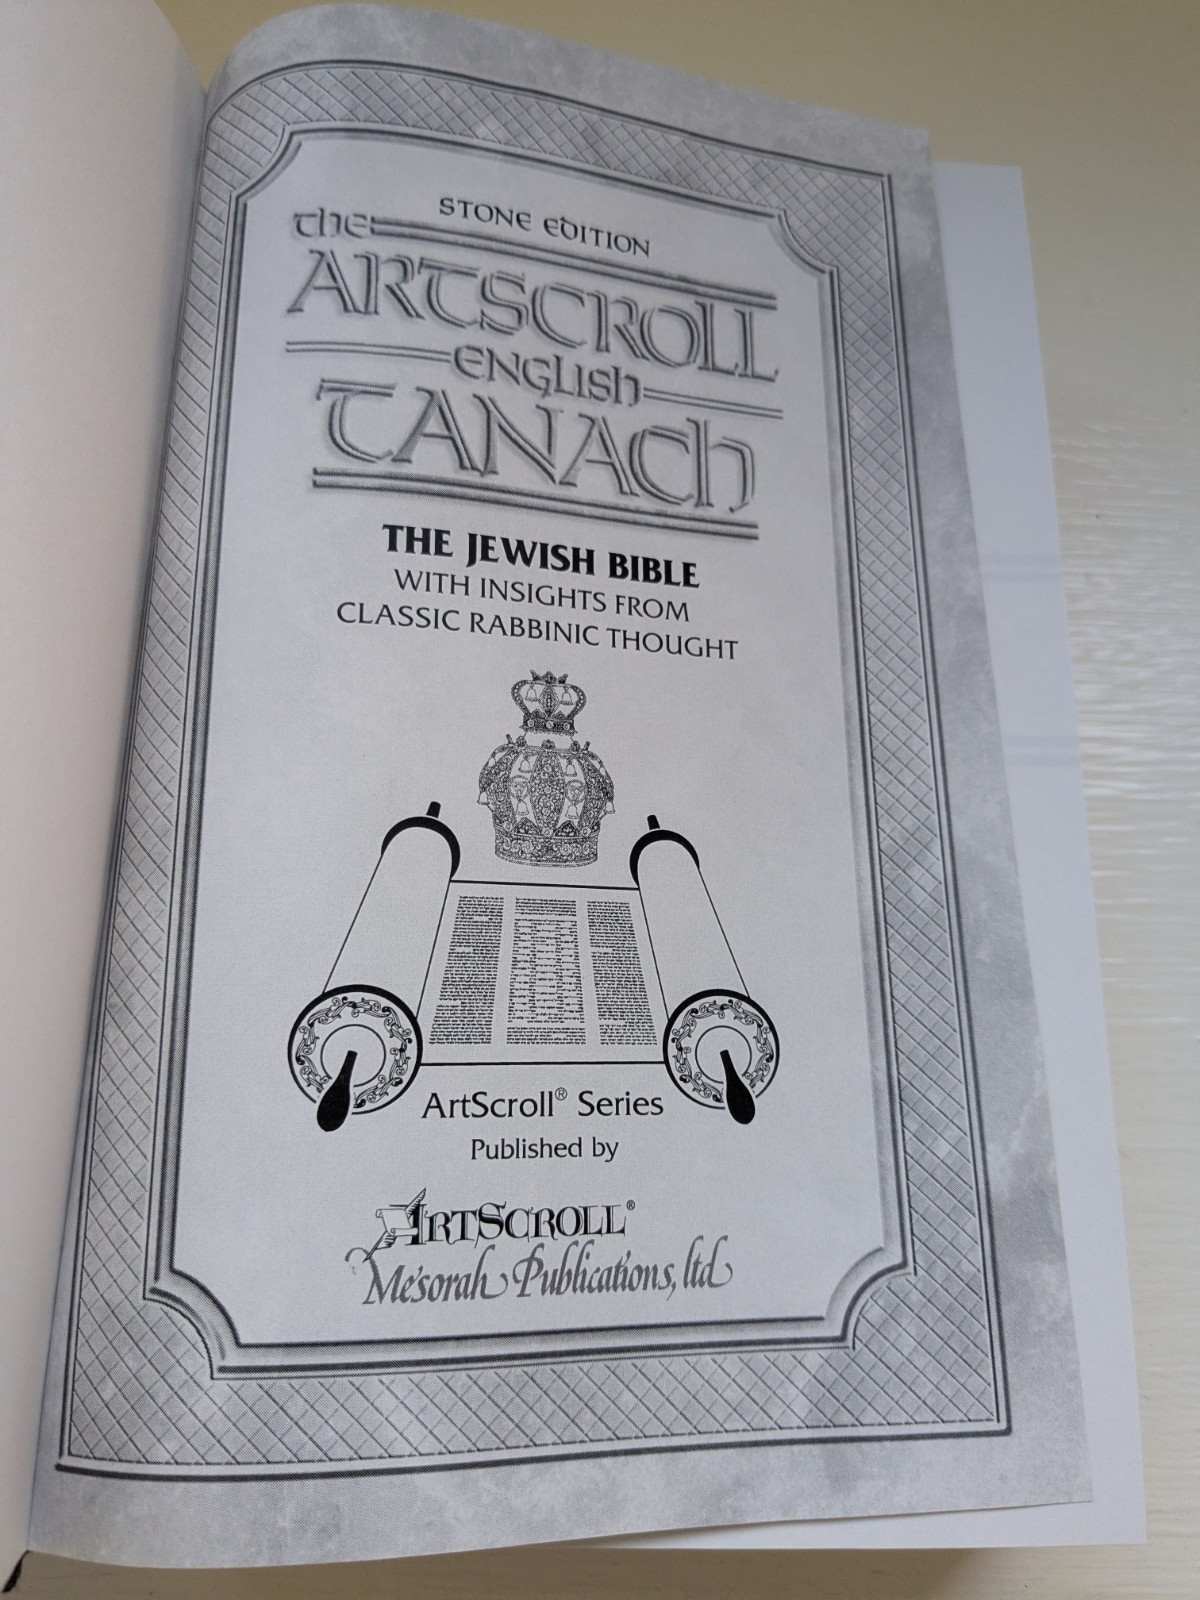 STONE EDITION
the
ARTSCROLL
ENGLISH
TANACH
THE JEWISH BIBLE
WITH INSIGHTS FROM
CLASSIC RABBINIC THOUGHT
ArtScroll® Series
Published by
ARTSCROLL®
Mesorah Publications, ltd